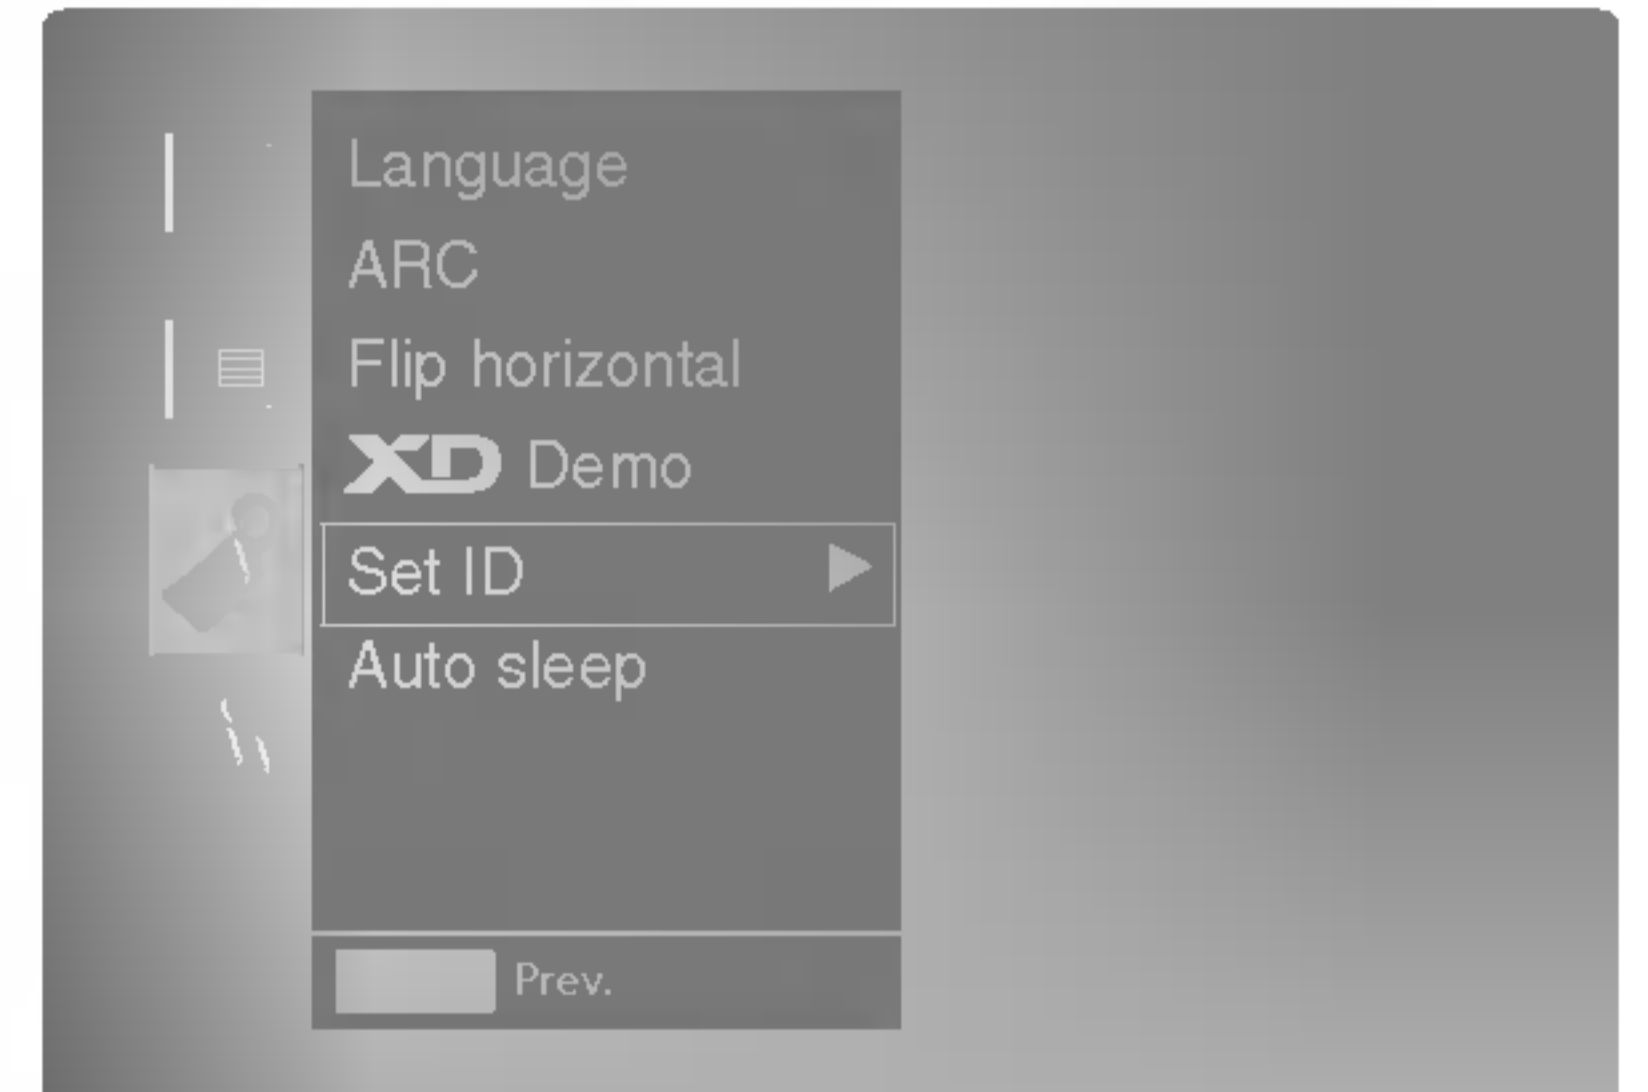 Language
ARC
Flip horizontal
XD Demo
Set ID
Auto sleep
Prev.